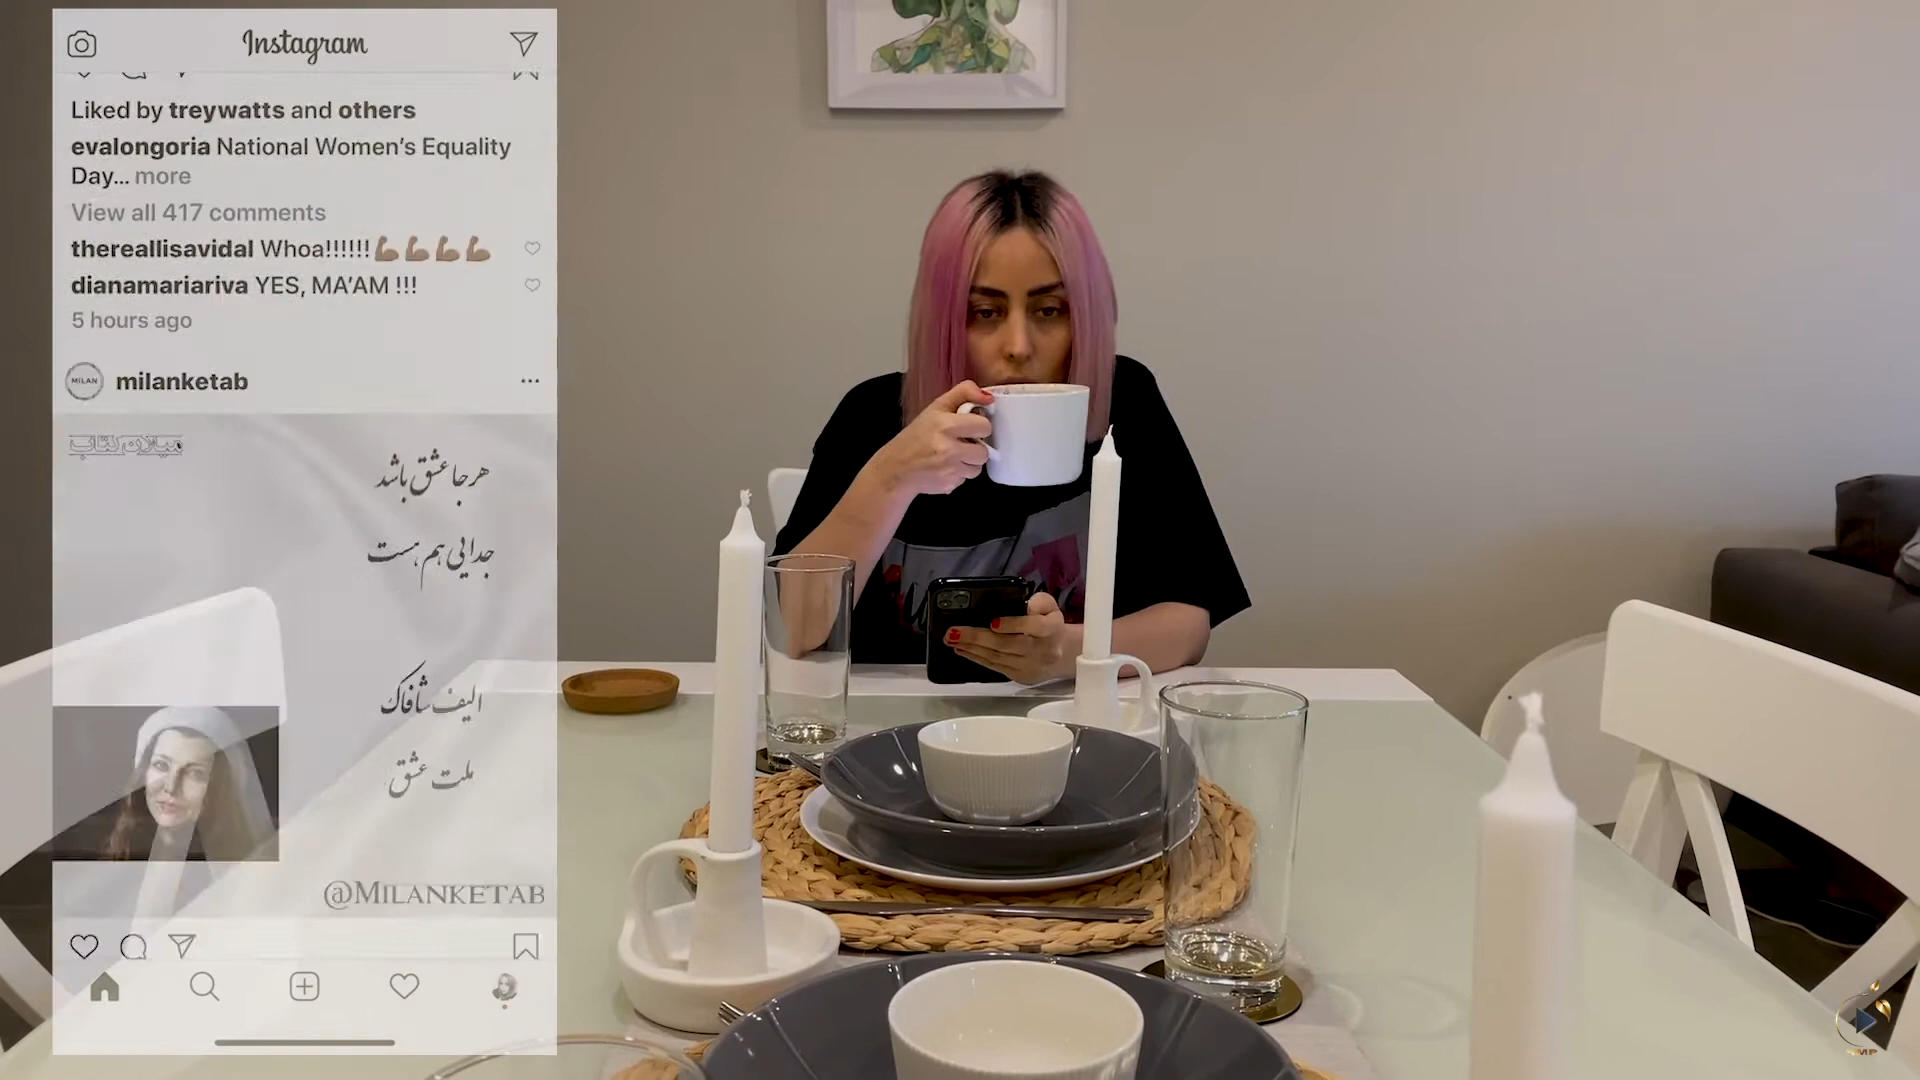 Instagram
Liked by treywatts and others
evalongoria National Women's Equality
Day... more
View all 417 comments
thereallisavidal Whoa!!!!!!💪🏽💪🏽💪🏽💪🏽
dianamariariva YES, MA'AM !!!
5 hours ago
MILAN
milanketab
میلان کتاب
هر جا عشق باشد
جدایی هم هست
الیف شافاک
ملت عشق
@MILANKETAB